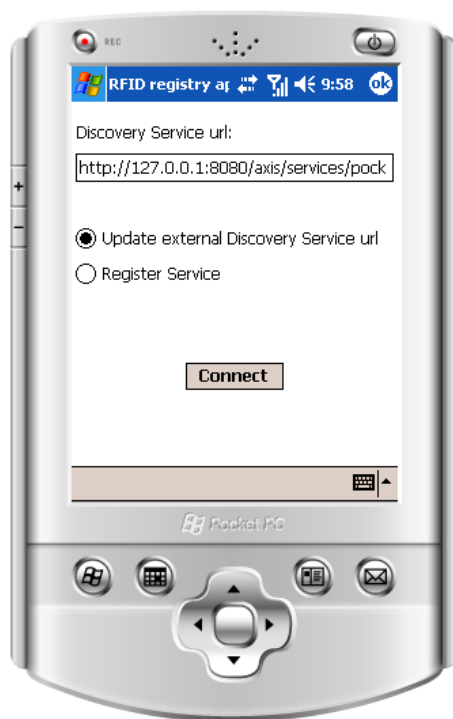 REC
RFID registry ap 9:58 ok
Discovery Service url:
http://127.0.0.1:8080/axis/services/pock
Update external Discovery Service url
Register Service
Connect
Pocket PC